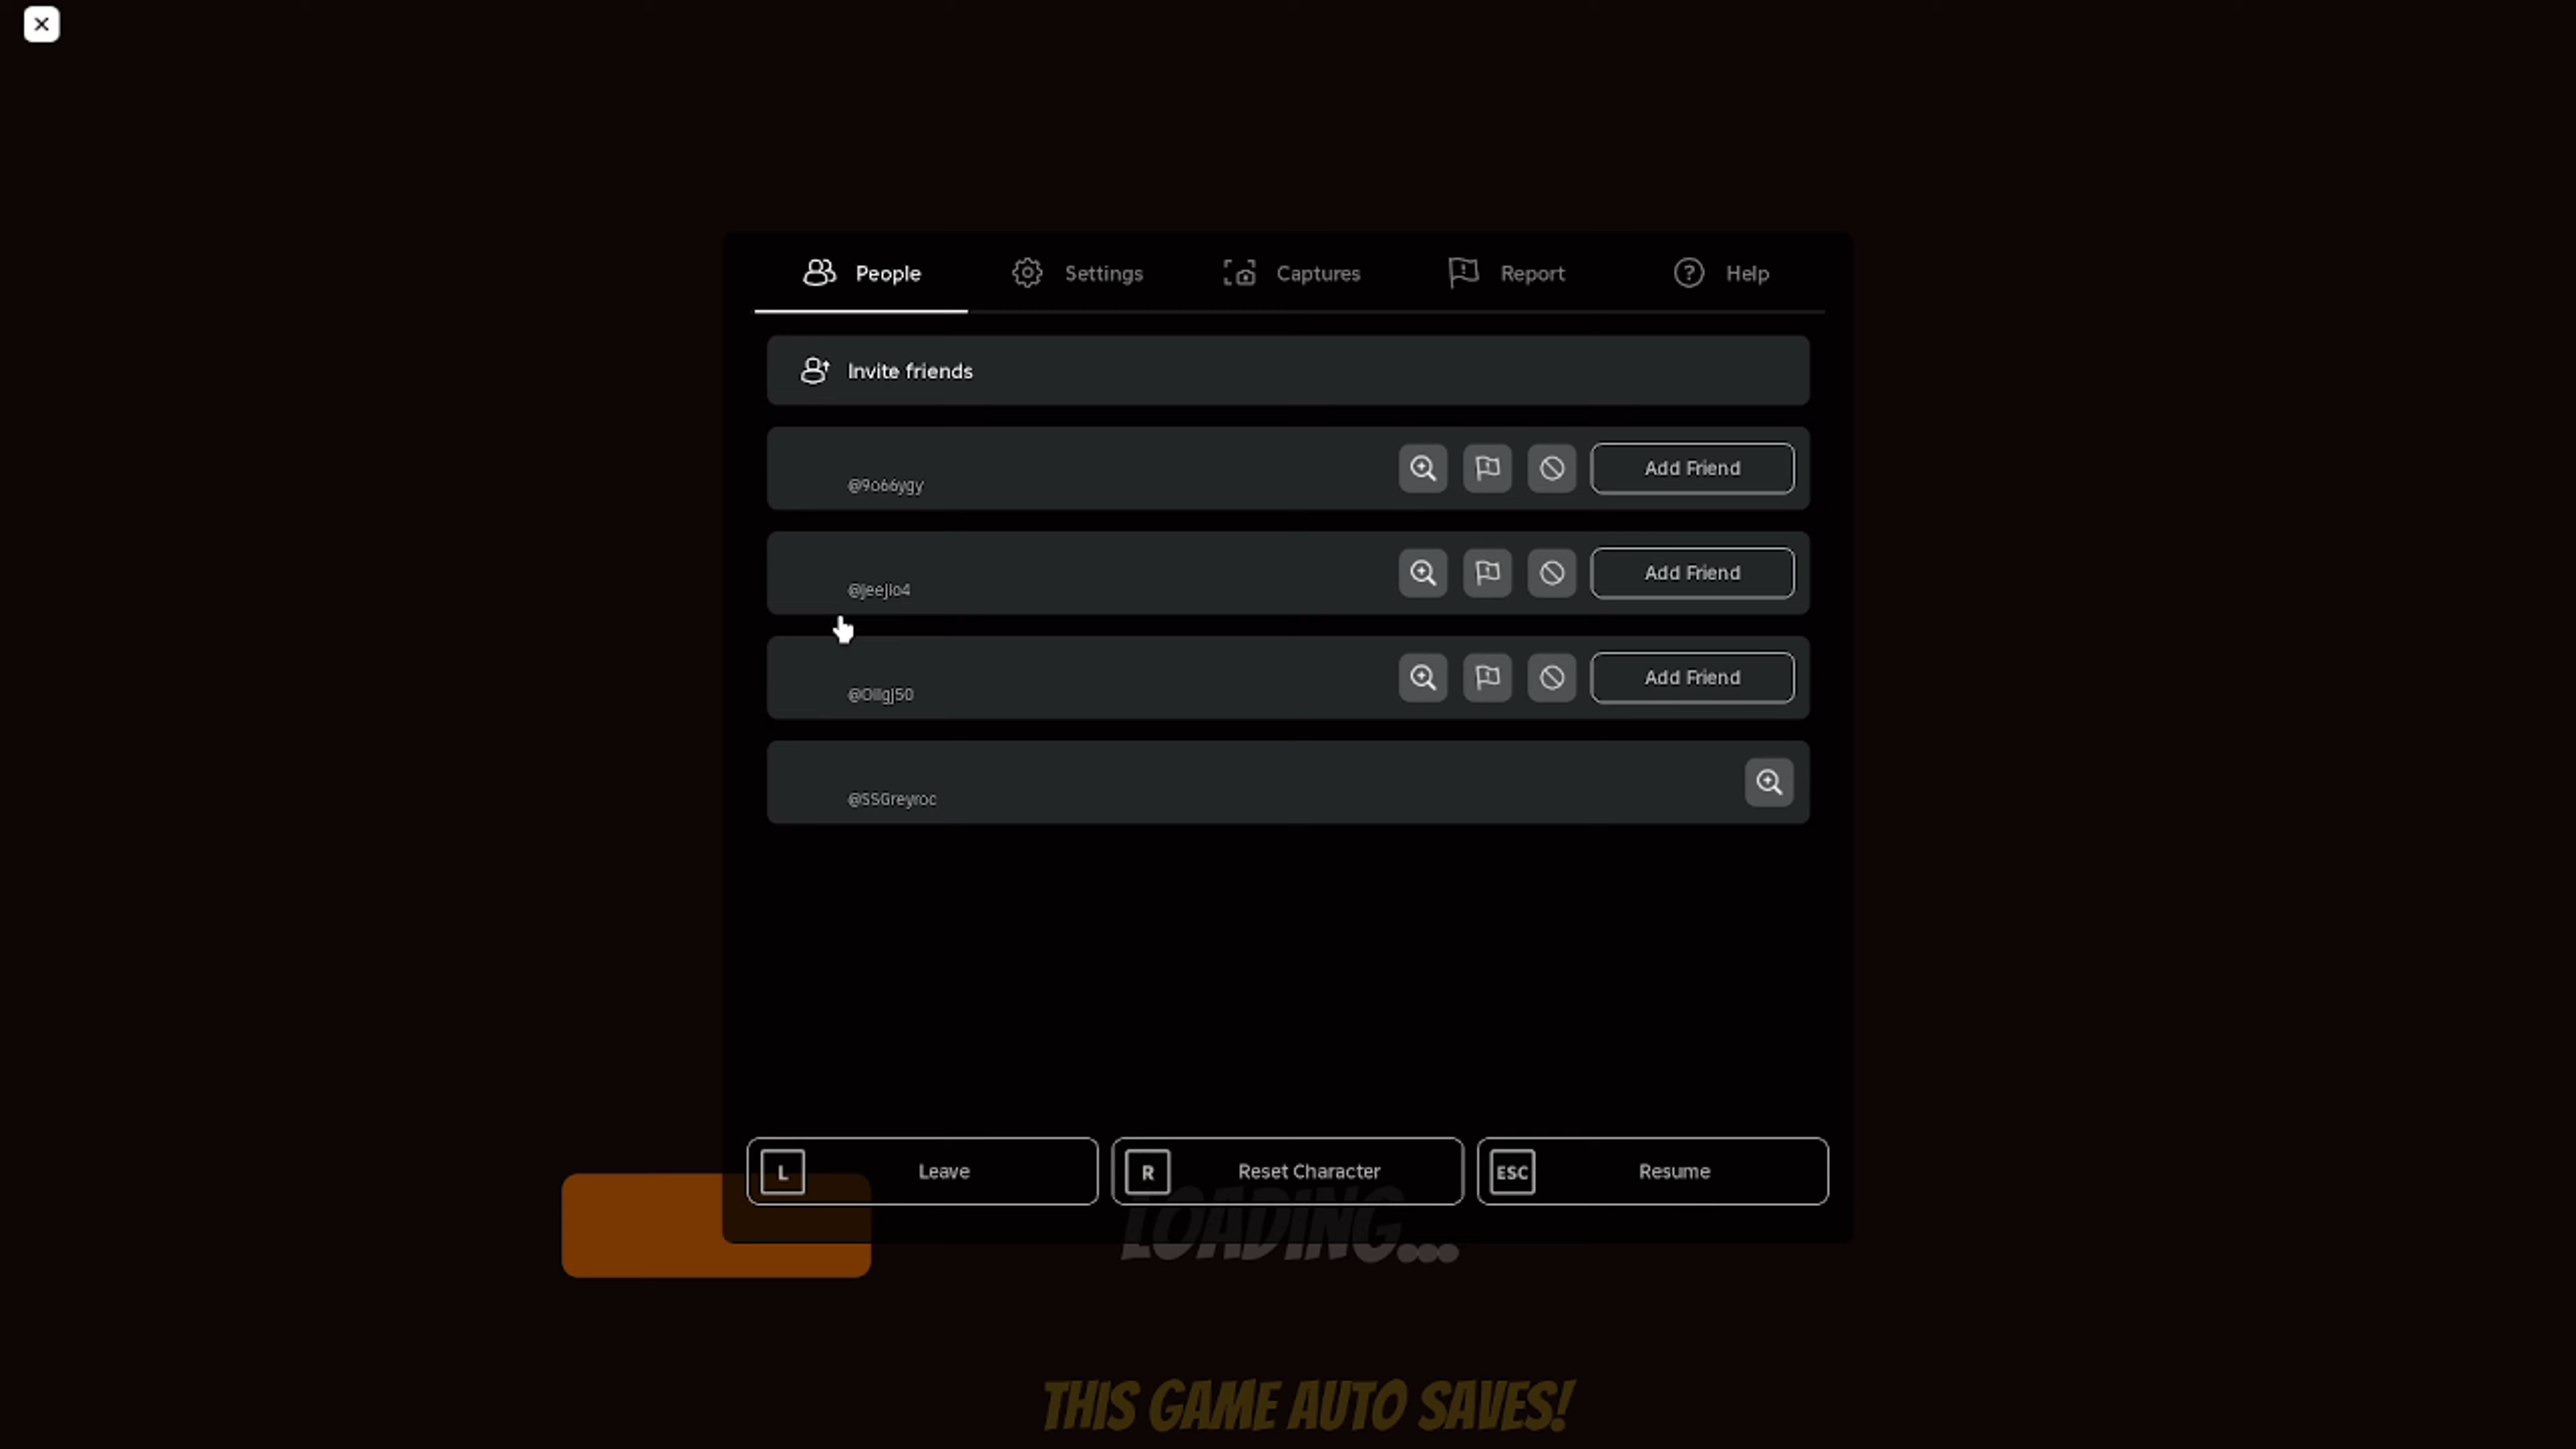 People Settings Captures Report Help
Invite friends
@9o66ygy Add Friend
@jeejio4 Add Friend
Add Friend
@SSGreyroc
L Leave R Reset Character ESC Resume
LOADING...
THIS GAME AUTO SAVES!